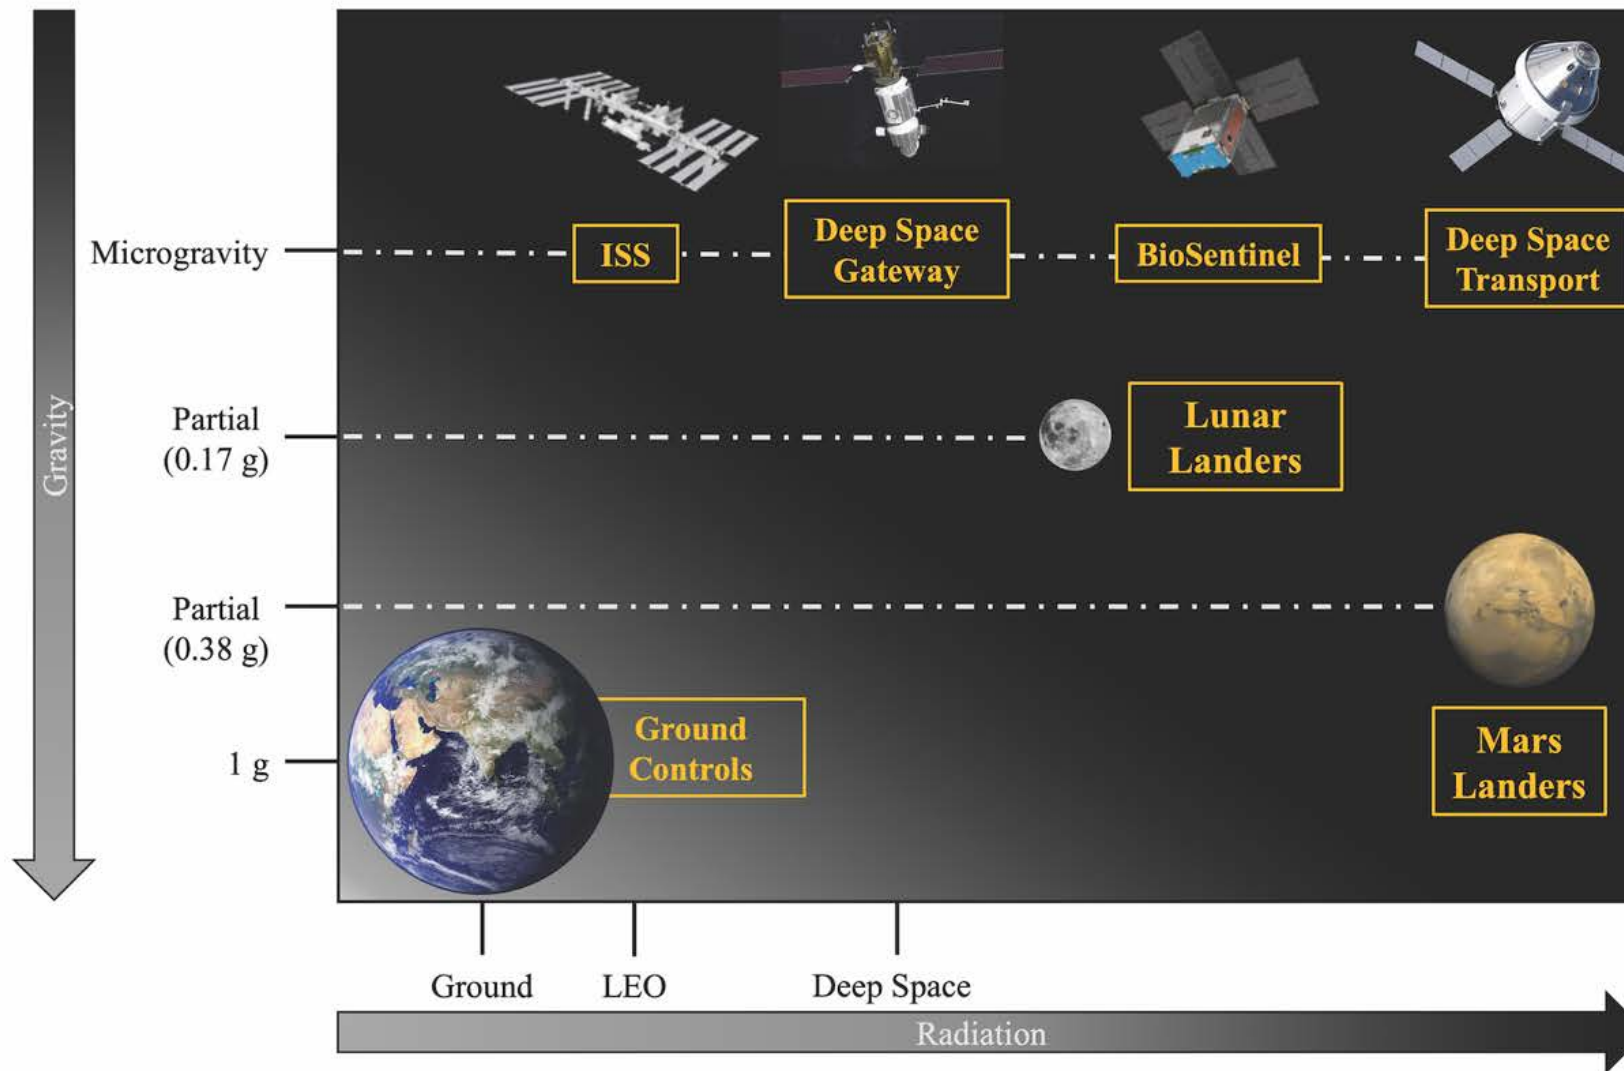 Gravity
Microgravity
ISS
Deep Space
Gateway
BioSentinel
Deep Space
Transport
Partial
(0.17 g)
Lunar
Landers
Partial
(0.38 g)
1 g
Ground
Controls
Mars
Landers
Ground
LEO
Deep Space
Radiation